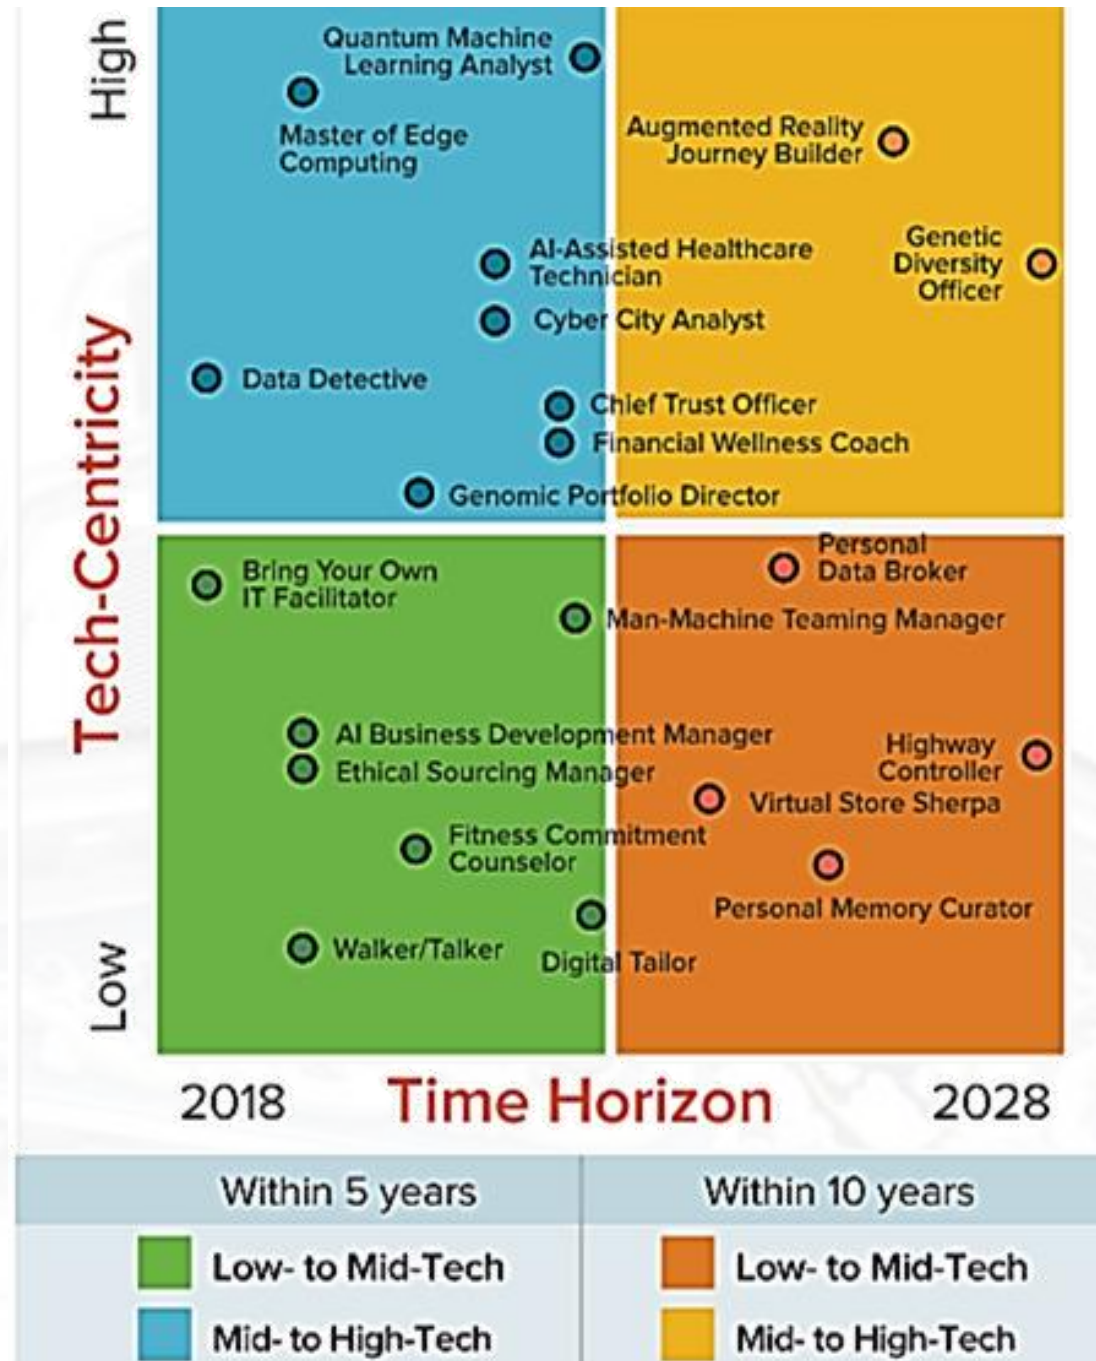 High
Quantum Machine
Learning Analyst
Master of Edge
Computing
Augmented Reality
Journey Builder
AI-Assisted Healthcare
Technician
Genetic
Diversity
Officer
Cyber City Analyst
Data Detective
Chief Trust Officer
Financial Wellness Coach
Genomic Portfolio Director
Tech-Centricity
Bring Your Own
IT Facilitator
Personal
Data Broker
Man-Machine Teaming Manager
AI Business Development Manager
Ethical Sourcing Manager
Highway
Controller
Virtual Store Sherpa
Fitness Commitment
Counselor
Personal Memory Curator
Walker/Talker
Digital Tailor
Low
2018 Time Horizon 2028
Within 5 years
Within 10 years
Low- to Mid-Tech
Low- to Mid-Tech
Mid- to High-Tech
Mid- to High-Tech